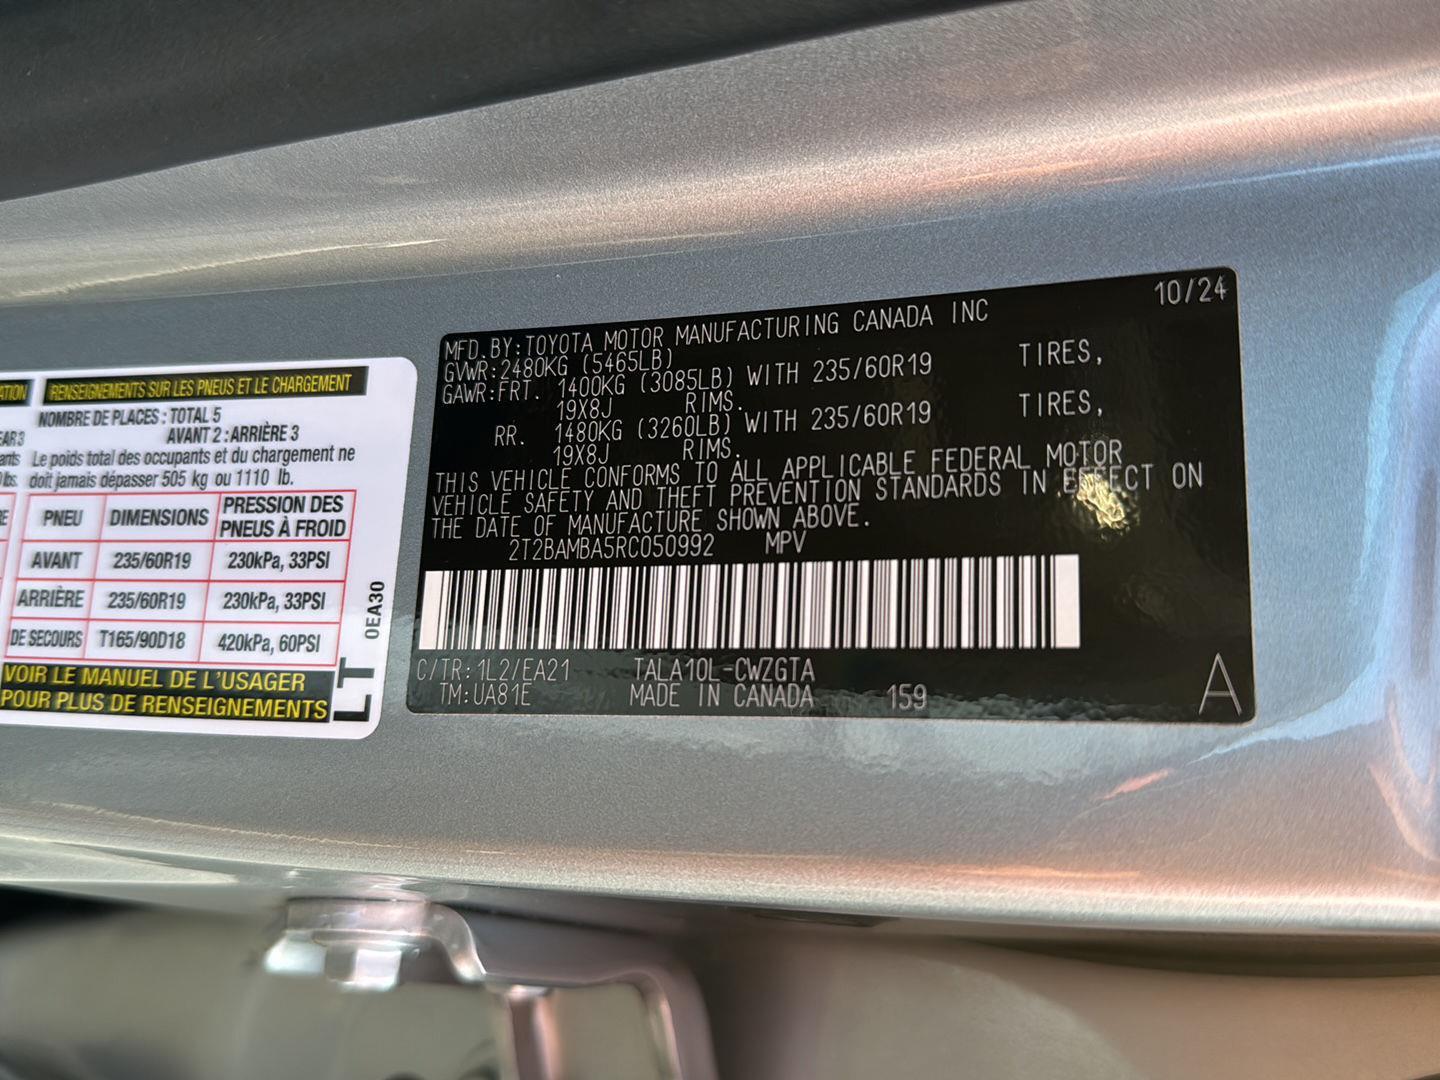 ATION
RENSEIGNEMENTS SUR LES PNEUS ET LE CHARGEMENT
NOMBRE DE PLACES : TOTAL 5
EAR 3
AVANT 2 : ARRIÈRE 3
ants
Le poids total des occupants et du chargement ne
lbs.
doit jamais dépasser 505 kg ou 1110 lb.
PNEU DIMENSIONS PRESSION DES PNEUS À FROID
AVANT 235/60R19 230kPa, 33PSI
ARRIÈRE 235/60R19 230kPa, 33PSI
DE SECOURS T165/90D18 420kPa, 60PSI
VOIR LE MANUEL DE L'USAGER
POUR PLUS DE RENSEIGNEMENTS
0EA30
LT
10/24
MFD.BY:TOYOTA MOTOR MANUFACTURING CANADA INC
GVWR:2480KG (5465LB)
GAWR:FRT. 1400KG (3085LB) WITH 235/60R19 TIRES,
19X8J RIMS.
RR. 1480KG (3260LB) WITH 235/60R19 TIRES,
19X8J RIMS.
THIS VEHICLE CONFORMS TO ALL APPLICABLE FEDERAL MOTOR
VEHICLE SAFETY AND THEFT PREVENTION STANDARDS IN EFFECT ON
THE DATE OF MANUFACTURE SHOWN ABOVE.
2T2BAMBA5RC050992 MPV
C/TR:1L2/EA21 TALA10L-CWZGTA
TM:UA81E MADE IN CANADA 159
A